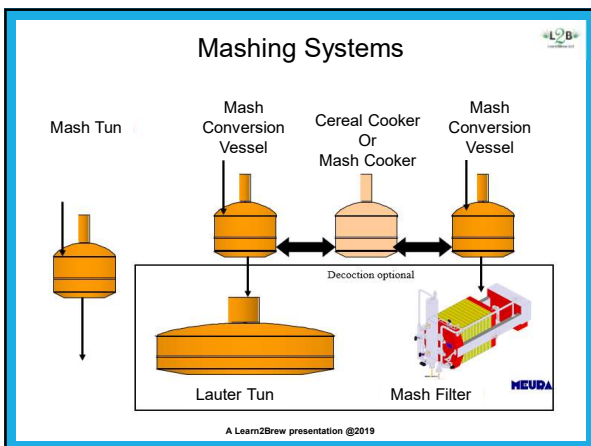 Mashing Systems
L2B
Mash Tun
Mash
Conversion
Vessel
Cereal Cooker
Or
Mash Cooker
Mash
Conversion
Vessel
Decoction optional
Lauter Tun
Mash Filter
MEURA
A Learn2Brew presentation @2019